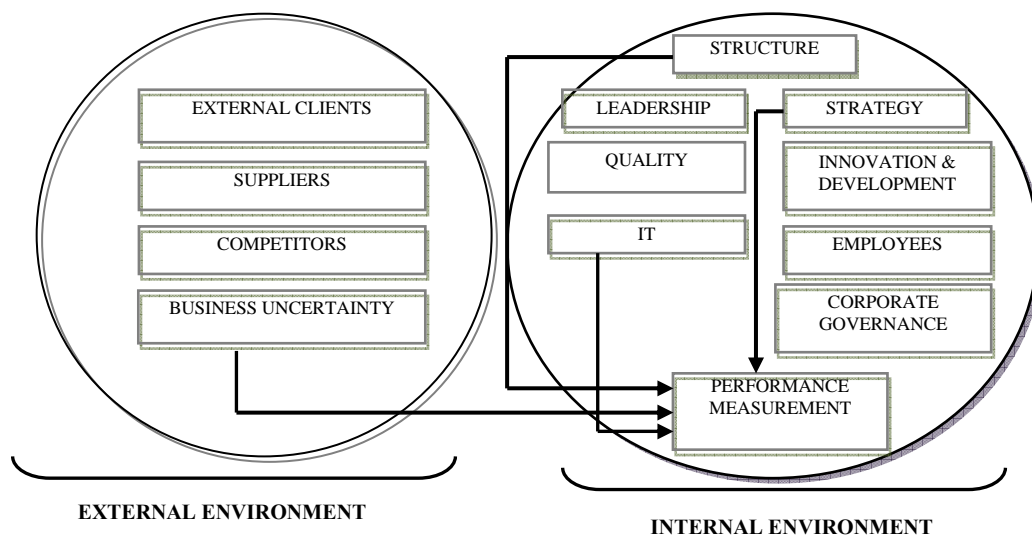 EXTERNAL CLIENTS
SUPPLIERS
COMPETITORS
BUSINESS UNCERTAINTY
EXTERNAL ENVIRONMENT
STRUCTURE
LEADERSHIP
STRATEGY
QUALITY
INNOVATION &
DEVELOPMENT
IT
EMPLOYEES
CORPORATE
GOVERNANCE
PERFORMANCE
MEASUREMENT
INTERNAL ENVIRONMENT